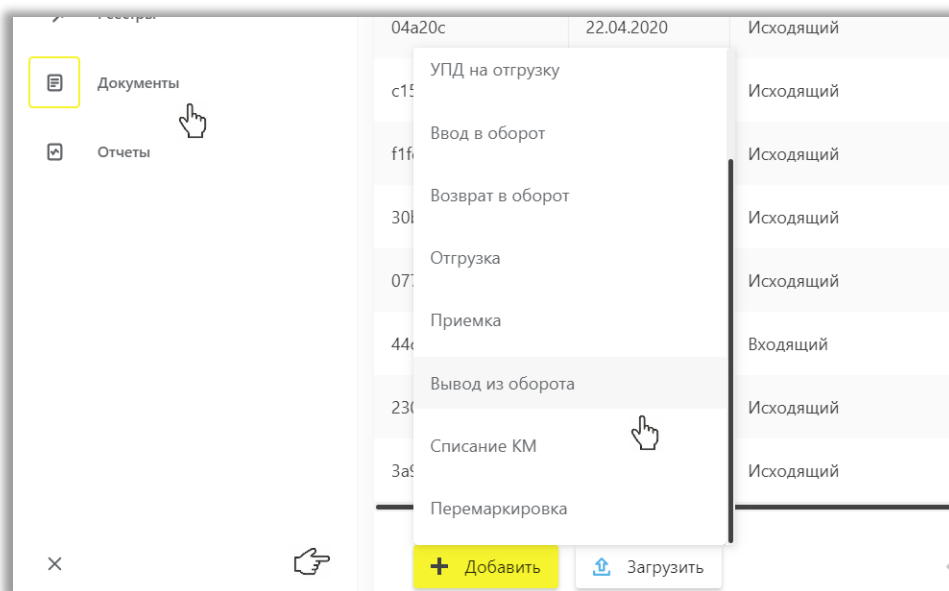 04a20c 22.04.2020 Исходящий
УПД на отгрузку
Документы
Исходящий
Ввод в оборот
Отчеты
Исходящий
Возврат в оборот
Исходящий
Отгрузка
Исходящий
Приемка
Входящий
Вывод из оборота
Исходящий
Списание КМ
Исходящий
Перемаркировка
Добавить
Загрузить